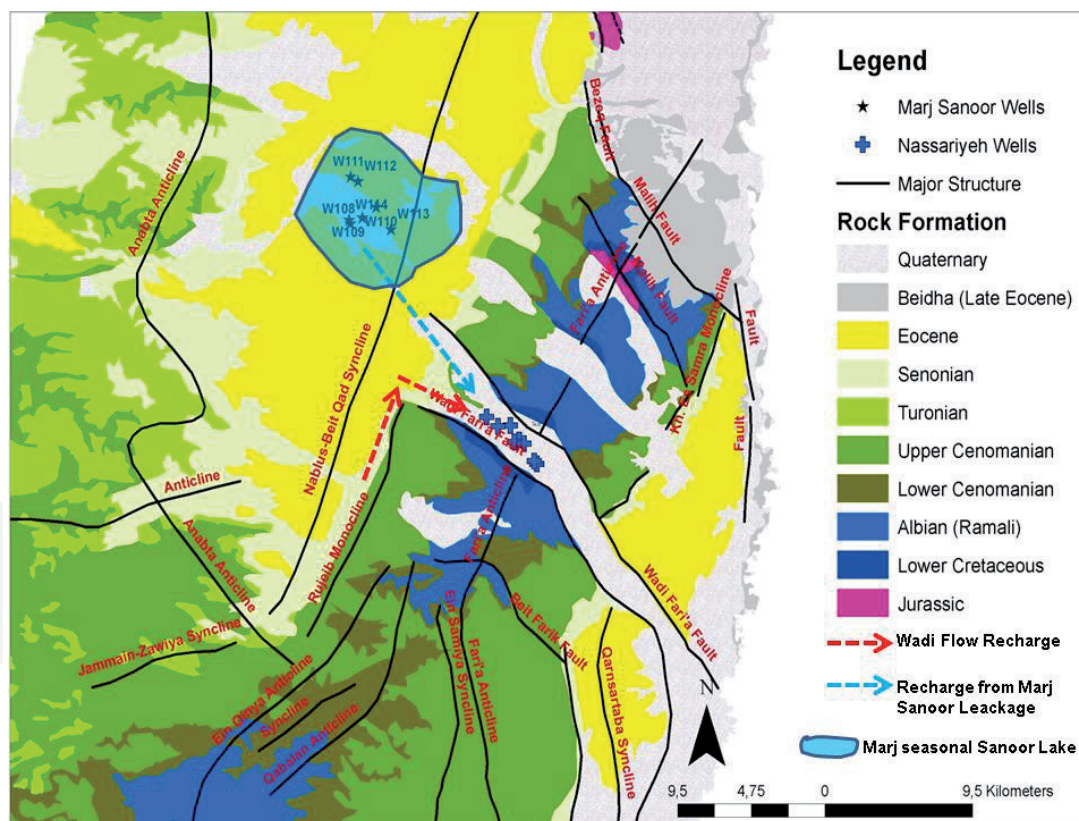 Legend
Marj Sanoor Wells
Nassariyeh Wells
Major Structure
Rock Formation
Quaternary
Beidha (Late Eocene)
Eocene
Senonian
Turonian
Upper Cenomanian
Lower Cenomanian
Albian (Ramali)
Lower Cretaceous
Jurassic
Wadi Flow Recharge
Recharge from Marj
Sanoor Leackage
Marj seasonal Sanoor Lake
N
9,5 4,75 0 9,5 Kilometers
Anabta Anticline
W111
W112
W114
W108
W110
W113
W109
Bezeq Fault
Malih Fault
Malih Fault
Fari'a Anticline
Kh. Es Samra Monocline
Fault
Fault
Nablus-Beit Qad Syncline
Wadi Fari'a Fault
Anticline
Anabta Anticline
Rujeib Monocline
Fari'a Anticline
Wadi Fari'a Fault
Beit Farik Fault
Jammain-Zawiya Syncline
Ein Qinya Anticline
Syncline
Qabalan Anticline
Ein Samiya Syncline
Fari'a Anticline
Qarnsartaba Syncline